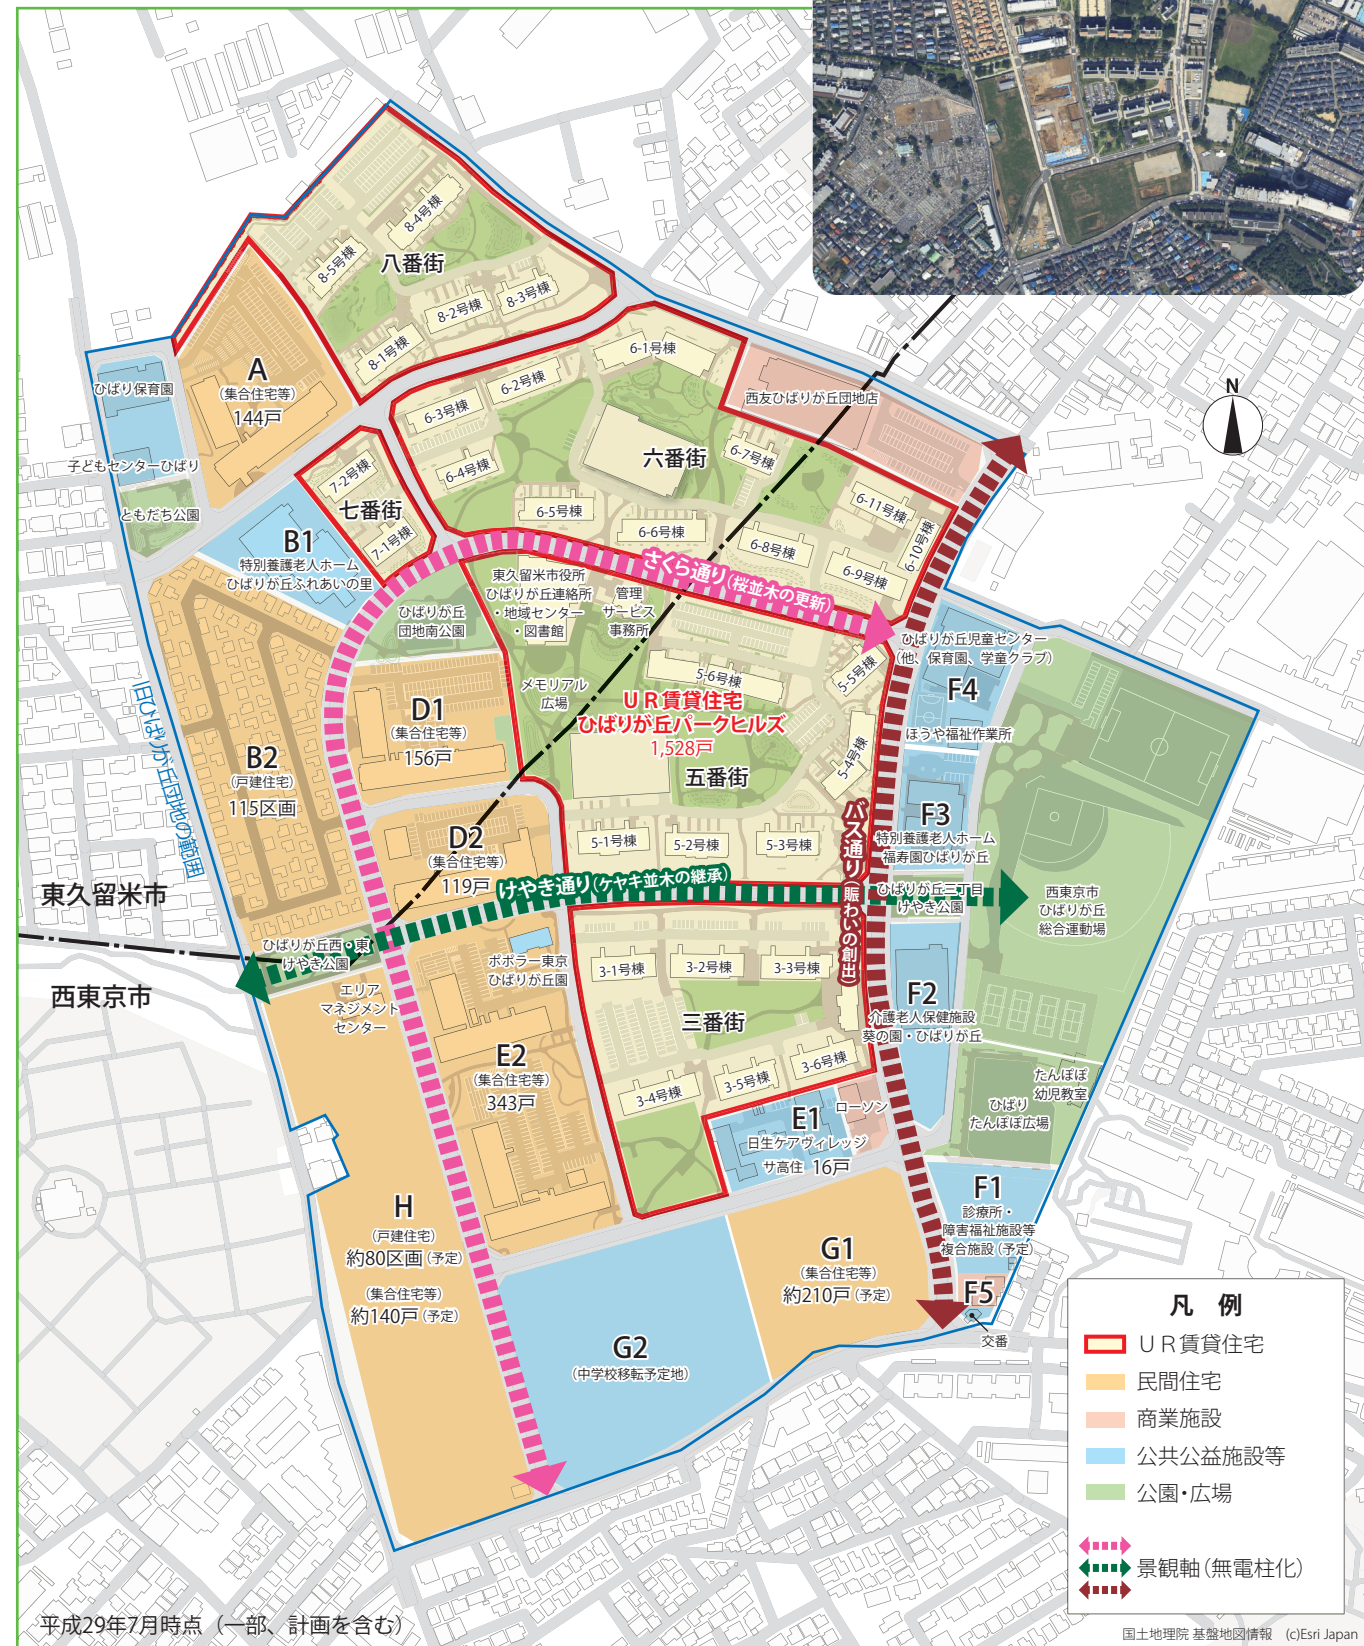 8-4号棟
八番街
8-5号棟
8-3号棟
8-2号棟
8-1号棟
6-1号棟
ひばり保育園
A
(集合住宅等)
144戸
6-2号棟
6-3号棟
西友ひばりが丘団地店
N
六番街
6-7号棟
6-4号棟
子どもセンターひばり
7-2号棟
七番街
7-1号棟
ともだち公園
6-5号棟
6-6号棟
6-11号棟
6-10号棟
6-8号棟
6-9号棟
B1
特別養護老人ホーム
ひばりが丘ふれあいの里
さくら通り(桜並木の更新)
東久留米市役所
ひばりが丘連絡所
・地域センター
・図書館
管理
サービス
事務所
ひばりが丘
団地南公園
ひばりが丘児童センター
(他、保育園、学童クラブ)
F4
ほうや福祉作業所
5-6号棟
5-5号棟
メモリアル
広場
UR賃貸住宅
ひばりが丘パークヒルズ
1,528戸
五番街
5-4号棟
D1
(集合住宅等)
156戸
旧ひばりが丘団地の範囲
B2
(戸建住宅)
115区画
D2
(集合住宅等)
119戸
5-1号棟
5-2号棟
5-3号棟
バス通り(賑わいの創出)
F3
特別養護老人ホーム
福寿園ひばりが丘
けやき通り(ケヤキ並木の継承)
ひばりが丘三丁目
けやき公園
西東京市
ひばりが丘
総合運動場
東久留米市
西東京市
ひばりが丘西・東
けやき公園
エリア
マネジメント
センター
ポポラー東京
ひばりが丘園
3-1号棟
3-2号棟
3-3号棟
三番街
F2
介護老人保健施設
葵の園・ひばりが丘
E2
(集合住宅等)
343戸
3-4号棟
3-5号棟
3-6号棟
たんぽぽ
幼児教室
ひばり
たんぽぽ広場
E1
日生ケアヴィレッジ
サ高住 16戸
ローソン
F1
診療所・
障害福祉施設等
複合施設(予定)
H
(戸建住宅)
約80区画(予定)
(集合住宅等)
約140戸(予定)
G1
(集合住宅等)
約210戸(予定)
F5
交番
G2
(中学校移転予定地)
凡 例
UR賃貸住宅
民間住宅
商業施設
公共公益施設等
公園・広場
景観軸(無電柱化)
平成29年7月時点(一部、計画を含む)
国土地理院 基盤地図情報 (c)Esri Japan